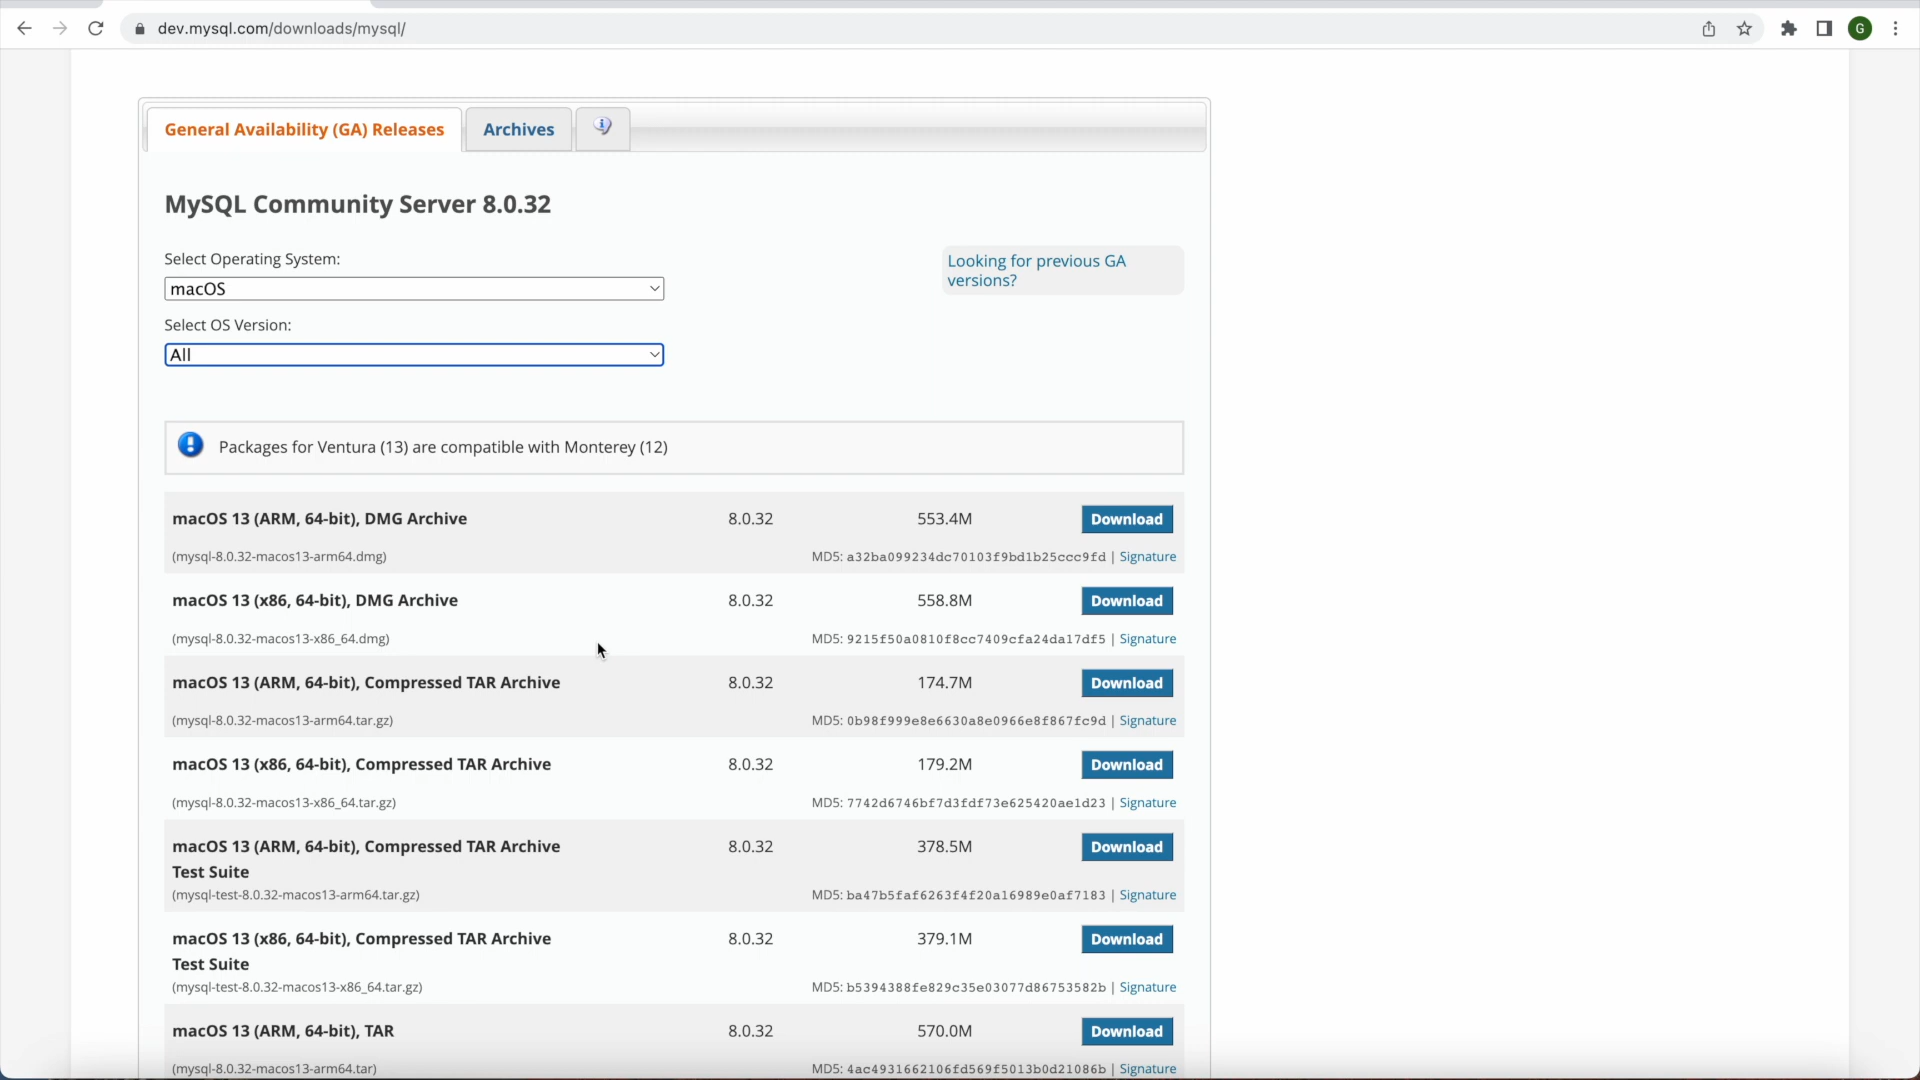 dev.mysql.com/downloads/mysql/
G
General Availability (GA) Releases
Archives
MySQL Community Server 8.0.32
Select Operating System:
macOS
Looking for previous GA
versions?
Select OS Version:
All
Packages for Ventura (13) are compatible with Monterey (12)
macOS 13 (ARM, 64-bit), DMG Archive 8.0.32 553.4M Download
(mysql-8.0.32-macos13-arm64.dmg) MD5: a32ba099234dc70103f9bd1b25ccc9fd | Signature
macOS 13 (x86, 64-bit), DMG Archive 8.0.32 558.8M Download
(mysql-8.0.32-macos13-x86_64.dmg) MD5: 9215f50a0810f8cc7409cfa24da17df5 | Signature
macOS 13 (ARM, 64-bit), Compressed TAR Archive 8.0.32 174.7M Download
(mysql-8.0.32-macos13-arm64.tar.gz) MD5: 0b98f999e8e6630a8e0966e8f867fc9d | Signature
macOS 13 (x86, 64-bit), Compressed TAR Archive 8.0.32 179.2M Download
(mysql-8.0.32-macos13-x86_64.tar.gz) MD5: 7742d6746bf7d3fdf73e625420ae1d23 | Signature
macOS 13 (ARM, 64-bit), Compressed TAR Archive 8.0.32 378.5M Download
Test Suite
(mysql-test-8.0.32-macos13-arm64.tar.gz) MD5: ba47b5faf6263f4f20a16989e0af7183 | Signature
macOS 13 (x86, 64-bit), Compressed TAR Archive 8.0.32 379.1M Download
Test Suite
(mysql-test-8.0.32-macos13-x86_64.tar.gz) MD5: b5394388fe829c35e03077d86753582b | Signature
macOS 13 (ARM, 64-bit), TAR 8.0.32 570.0M Download
(mysql-8.0.32-macos13-arm64.tar) MD5: 4ac4931662106fd569f5013b0d21086b | Signature